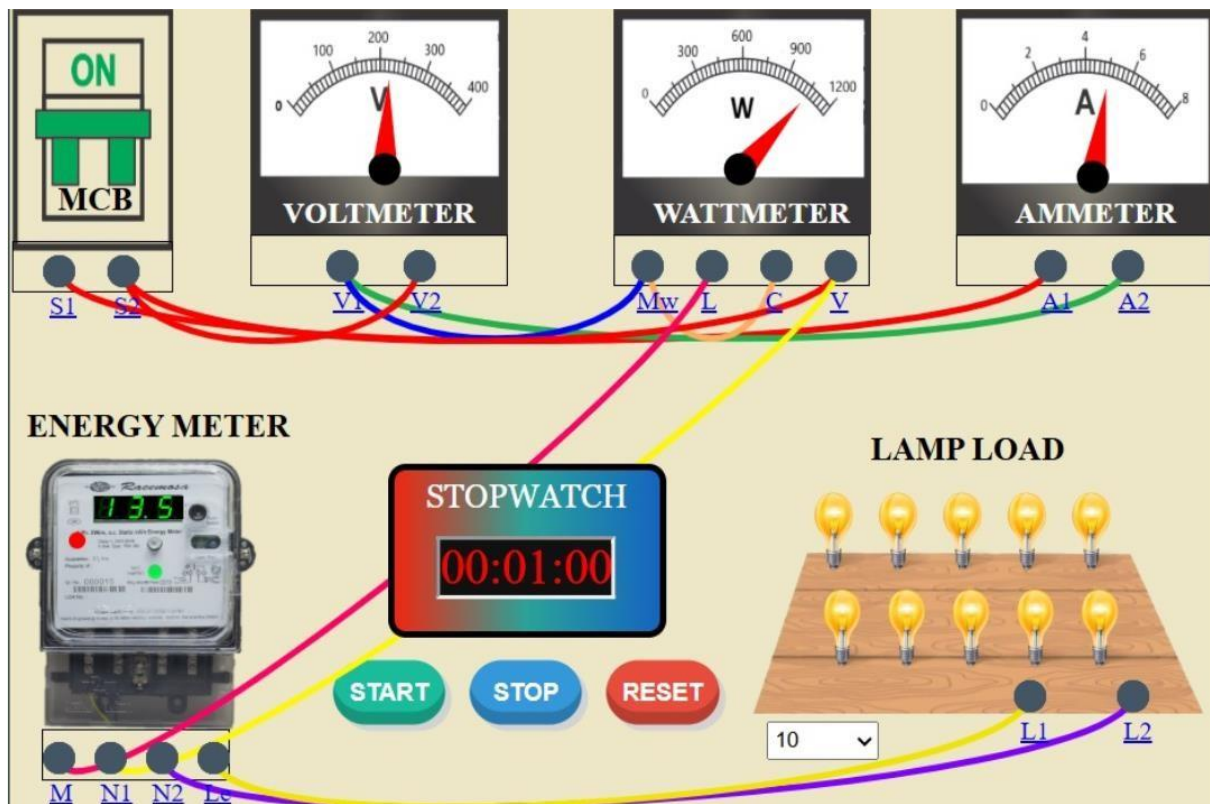 ON
MCB
0 100 200 300 400
V
VOLTMETER
0 300 600 900 1200
W
WATTMETER
0 2 4 6 8
A
AMMETER
S1 S2 V1 V2 Mw L C V A1 A2
ENERGY METER
Racemosa
13.5
STOPWATCH
00:01:00
START STOP RESET
LAMP LOAD
10
L1 L2
M N1 N2 Le